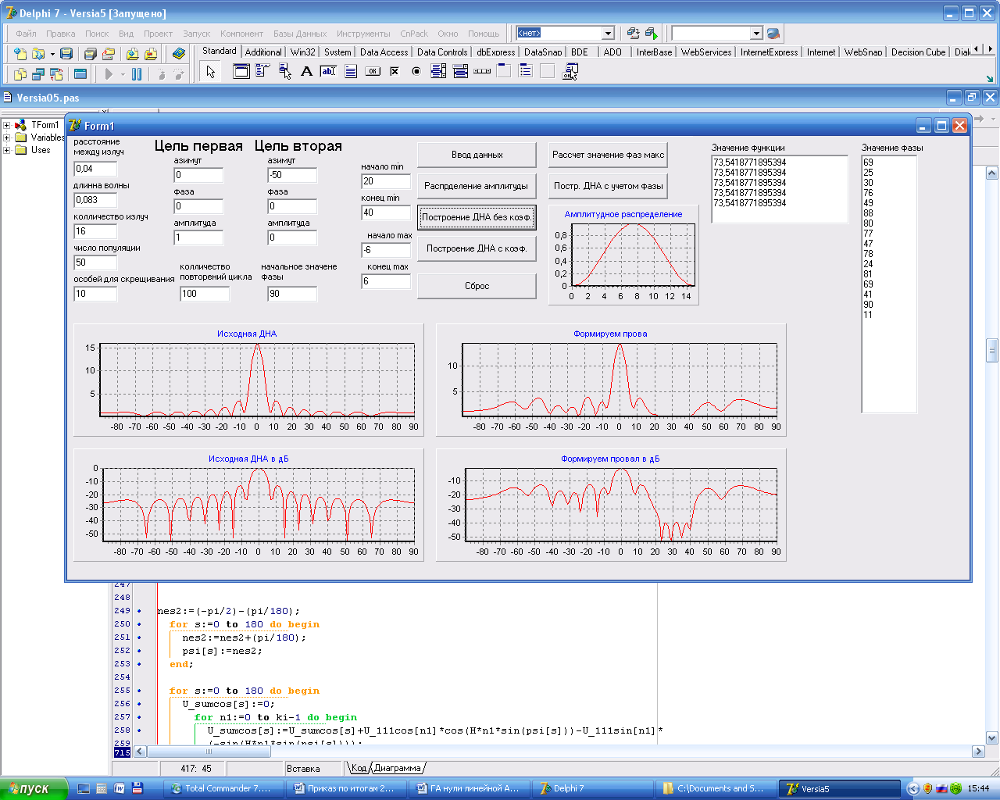 Delphi 7 - Versia5 [Запущено]
Файл Правка Поиск Вид Проект Запуск Компонент Базы Данных Инструменты CnPack Окно Помощь
<нет>
Standard Additional Win32 System Data Access Data Controls dbExpress DataSnap BDE ADO InterBase WebServices InternetExpress Internet WebSnap Decision Cube
Versia05.pas
TForm1
Variables
Uses
Form1
расстояние
между излуч
0,04
длинна волны
0,083
колличество излуч
16
число популяции
50
особей для скрещивания
10
Цель первая
азимут
0
фаза
0
амплитуда
1
колличество
повторений цикла
100
Цель вторая
азимут
-50
фаза
0
амплитуда
0
начальное значене
фазы
90
начало min
20
конец min
40
начало max
-6
конец max
6
Ввод данных
Распрделение амплитуды
Построение ДНА без коэф.
Построение ДНА с коэф.
Сброс
Рассчет значение фаз макс
Постр. ДНА с учетом фазы
Амплитудное распределение
0,8
0,6
0,4
0,2
0
0 2 4 6 8 10 12 14
Значение функции
73,5418771895394
73,5418771895394
73,5418771895394
73,5418771895394
73,5418771895394
Значение фазы
69
25
30
76
49
88
80
77
47
78
24
81
69
41
90
11
Исходная ДНА
15
10
5
-80 -70 -60 -50 -40 -30 -20 -10 0 10 20 30 40 50 60 70 80 90
Формируем прова
10
5
-80 -70 -60 -50 -40 -30 -20 -10 0 10 20 30 40 50 60 70 80 90
Исходная ДНА в дБ
0
-10
-20
-30
-40
-50
-80 -70 -60 -50 -40 -30 -20 -10 0 10 20 30 40 50 60 70 80 90
Формируем провал в дБ
-10
-20
-30
-40
-50
-80 -70 -60 -50 -40 -30 -20 -10 0 10 20 30 40 50 60 70 80 90
247
248
249 nes2:=(-pi/2)-(pi/180);
250 for s:=0 to 180 do begin
251 nes2:=nes2+(pi/180);
252 psi[s]:=nes2;
253 end;
254
255 for s:=0 to 180 do begin
256 U_sumcos[s]:=0;
257 for n1:=0 to ki-1 do begin
258 U_sumcos[s]:=U_sumcos[s]+U_111cos[n1]*cos(H*n1*sin(psi[s]))-U_111sin[n1]*
259 (-sin(H*n1*sin(psi[s])));
715
417: 45 Вставка Код Диаграмма
пуск Total Commander 7.... Приказ по итогам 2... ГА нули линейной А... Delphi 7 C:\Documents and S... Versia5 15:44